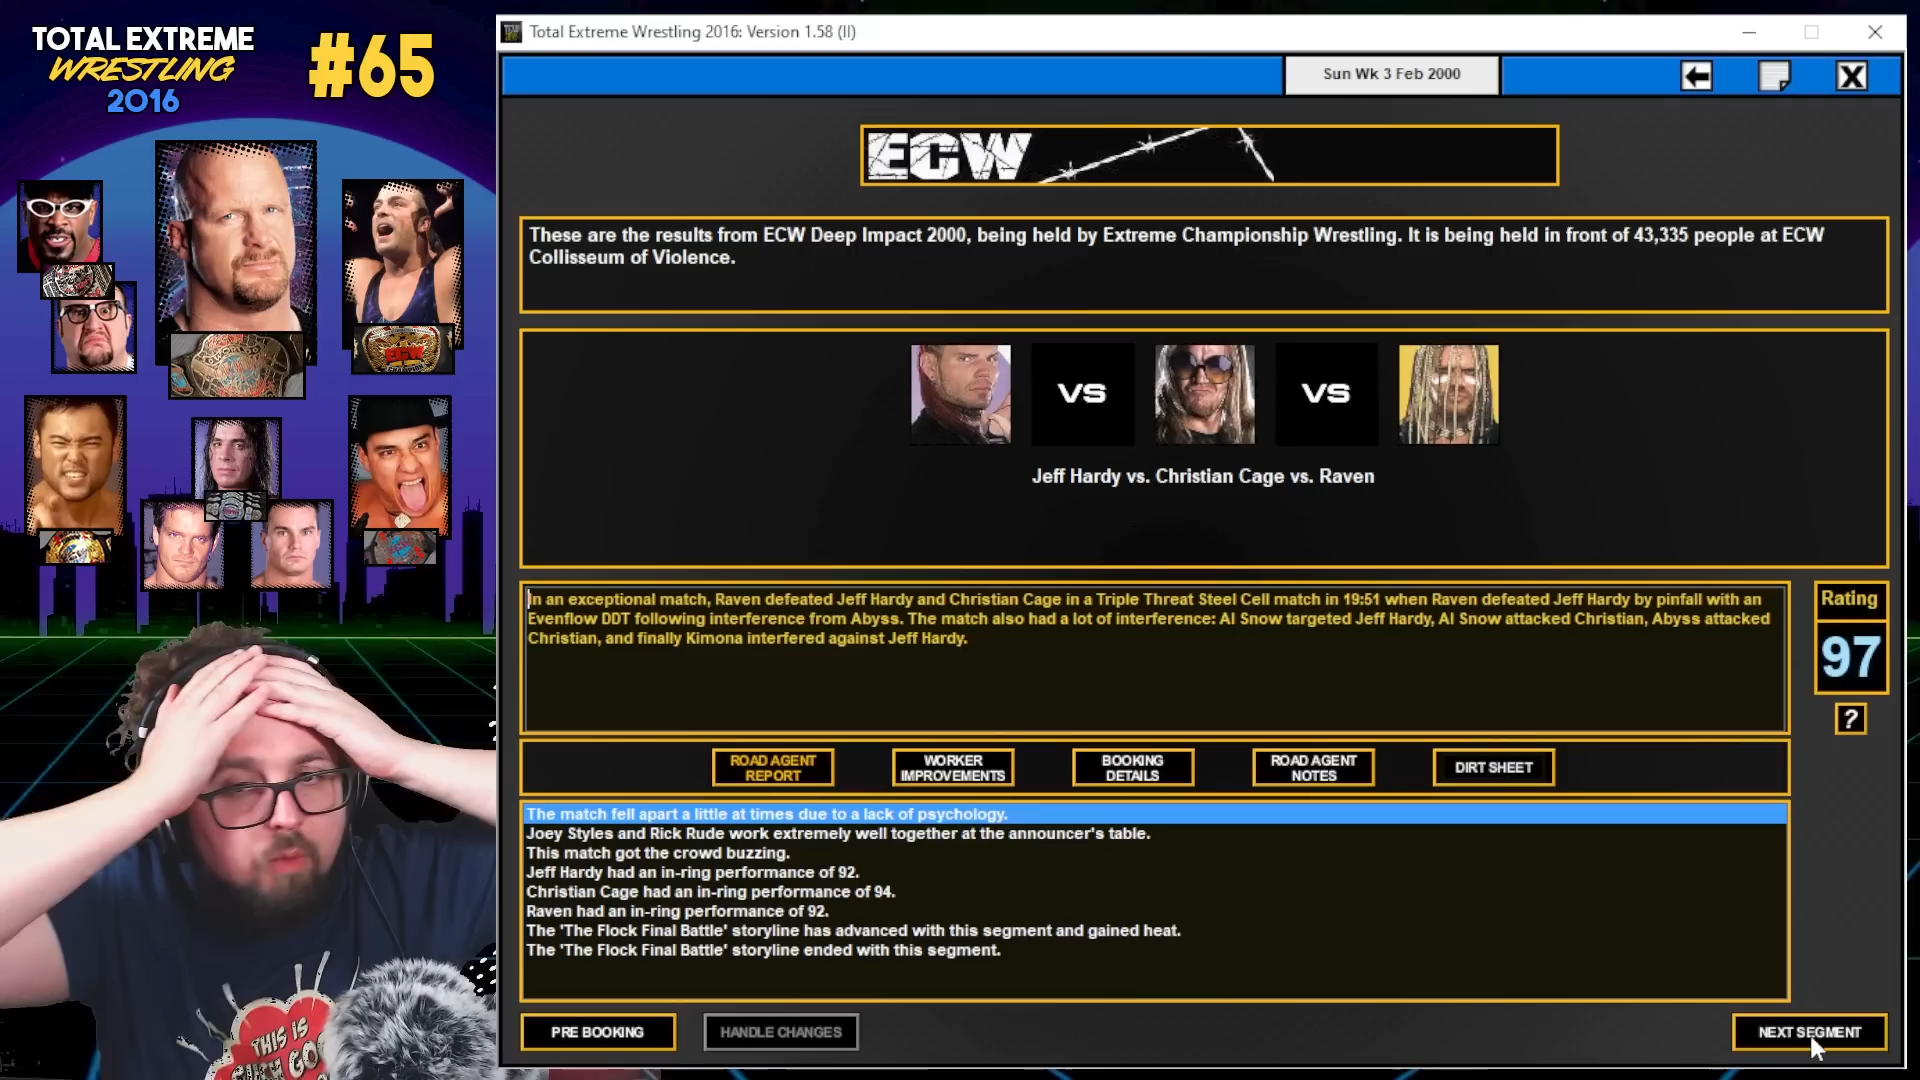 TOTAL EXTREME
WRESTLING
2016
#65
Total Extreme Wrestling 2016: Version 1.58 (II)
Sun Wk 3 Feb 2000
ECW
These are the results from ECW Deep Impact 2000, being held by Extreme Championship Wrestling. It is being held in front of 43,335 people at ECW
Collisseum of Violence.
VS
VS
Jeff Hardy vs. Christian Cage vs. Raven
In an exceptional match, Raven defeated Jeff Hardy and Christian Cage in a Triple Threat Steel Cell match in 19:51 when Raven defeated Jeff Hardy by pinfall with an
Evenflow DDT following interference from Abyss. The match also had a lot of interference: Al Snow targeted Jeff Hardy, Al Snow attacked Christian, Abyss attacked
Christian, and finally Kimona interfered against Jeff Hardy.
Rating
97
?
ROAD AGENT
REPORT
WORKER
IMPROVEMENTS
BOOKING
DETAILS
ROAD AGENT
NOTES
DIRT SHEET
The match fell apart a little at times due to a lack of psychology.
Joey Styles and Rick Rude work extremely well together at the announcer's table.
This match got the crowd buzzing.
Jeff Hardy had an in-ring performance of 92.
Christian Cage had an in-ring performance of 94.
Raven had an in-ring performance of 92.
The 'The Flock Final Battle' storyline has advanced with this segment and gained heat.
The 'The Flock Final Battle' storyline ended with this segment.
PRE BOOKING
HANDLE CHANGES
NEXT SEGMENT
THIS IS